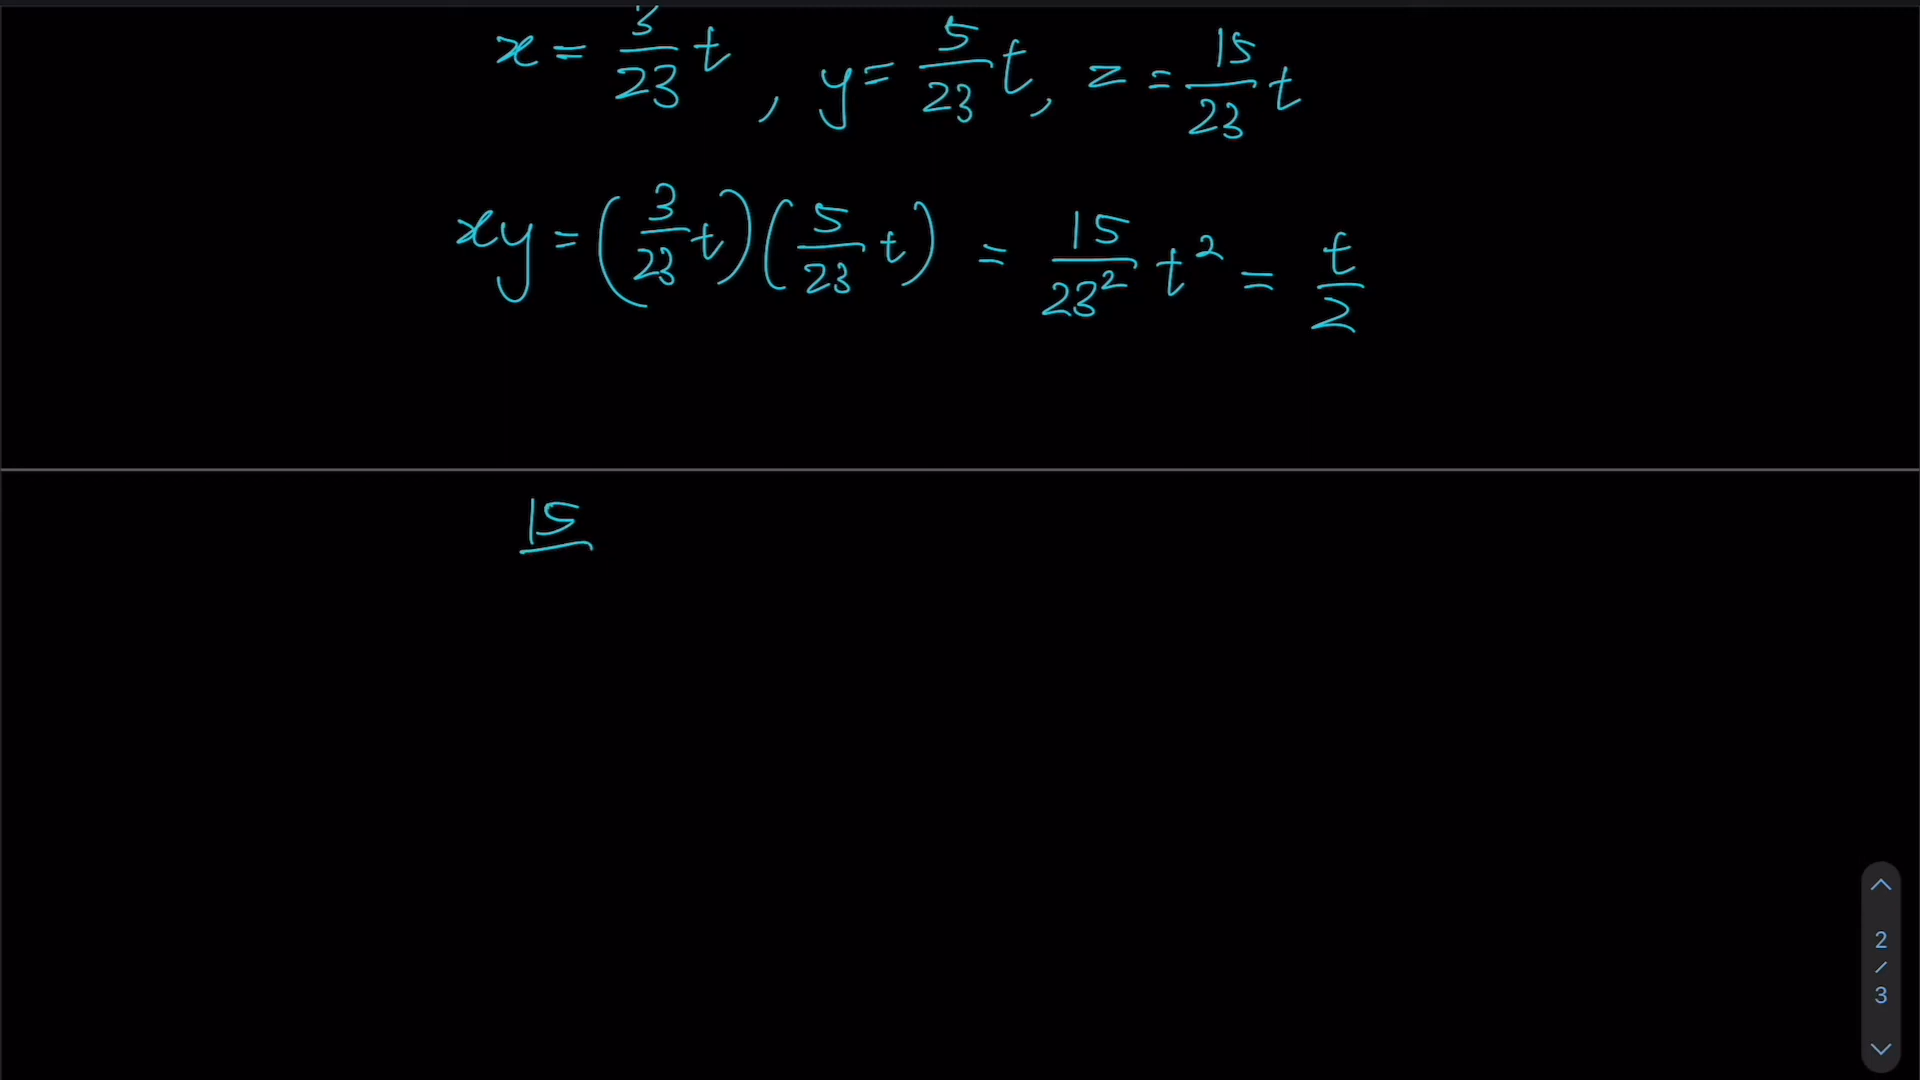 x = 3/23 t , y = 5/23 t, z = 15/23 t
xy = (3/23 t)(5/23 t) = 15/23² t² = t/2
15
2
/
3